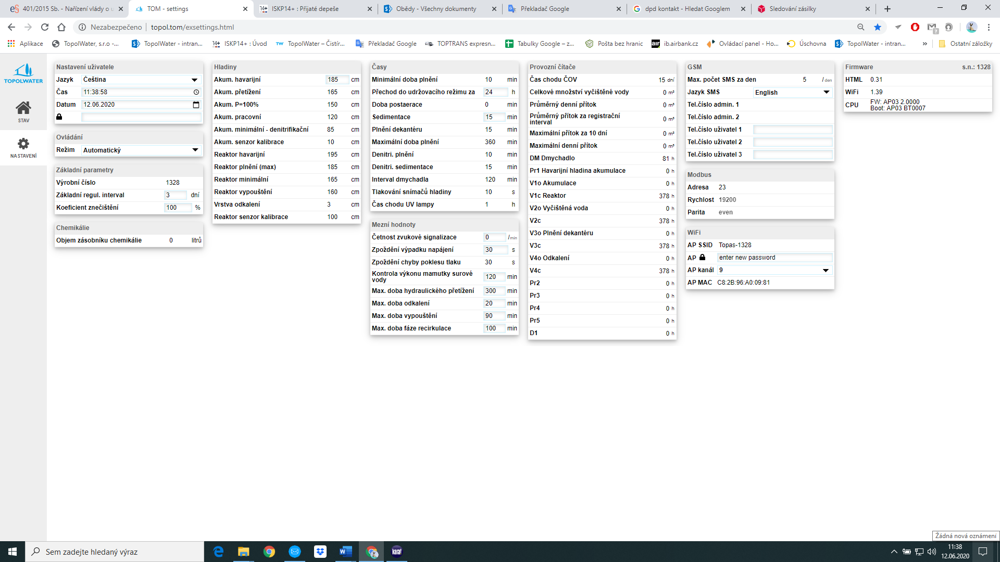 401/2015 Sb. - Nařízení vlády o u
TOM - settings
ISKP14+ : Přijaté depeše
Obědy - Všechny dokumenty
Překladač Google
dpd kontakt - Hledat Googlem
Sledování zásilky
Nezabezpečeno
topol.tom/exsettings.html
Aplikace
TopolWater, s.r.o -...
TopolWater - intran...
ISKP14+ : Úvod
TopolWater – Čistír...
Překladač Google
TOPTRANS expresn...
Tabulky Google – z...
Pošta bez hranic
ib.airbank.cz
Ovládací panel - Ho...
Úschovna
TopolWater - intran...
»
Ostatní záložky
TOPOLWATER
STAV
NASTAVENÍ
Nastavení uživatele
Jazyk Čeština
Čas 11:38:58
Datum 12.06.2020
Ovládání
Režim Automatický
Základní parametry
Výrobní číslo 1328
Základní regul. interval 3 dní
Koeficient znečištění 100 %
Chemikálie
Objem zásobníku chemikálie 0 litrů
Hladiny
Akum. havarijní 185 cm
Akum. přetížení 165 cm
Akum. P=100% 150 cm
Akum. pracovní 120 cm
Akum. minimální - denitrifikační 85 cm
Akum. senzor kalibrace 10 cm
Reaktor havarijní 195 cm
Reaktor plnění (max) 185 cm
Reaktor minimální 165 cm
Reaktor vypouštění 160 cm
Vrstva odkalení 3 cm
Reaktor senzor kalibrace 100 cm
Časy
Minimální doba plnění 10 min
Přechod do udržovacího režimu za 24 h
Doba postaerace 0 min
Sedimentace 15 min
Plnění dekantéru 15 min
Maximální doba plnění 360 min
Denitri. plnění 10 min
Denitri. sedimentace 15 min
Interval dmychadla 120 min
Tlakování snímačů hladiny 10 s
Čas chodu UV lampy 1 h
Mezní hodnoty
Četnost zvukové signalizace 0 /min
Zpoždění výpadku napájení 30 s
Zpoždění chyby poklesu tlaku 30 s
Kontrola výkonu mamutky surové
vody 120 min
Max. doba hydraulického přetížení 300 min
Max. doba odkalení 20 min
Max. doba vypouštění 90 min
Max. doba fáze recirkulace 100 min
Provozní čítače
Čas chodu ČOV 15 dní
Celkové množství vyčištěné vody 0 m³
Průměrný denní přítok 0 m³
Průměrný přítok za registrační
interval 0 m³
Maximální přítok za 10 dní 0 m³
Maximální denní přítok 0 m³
DM Dmychadlo 81 h
Pr1 Havarijní hladina akumulace 0 h
V1o Akumulace 0 h
V1c Reaktor 378 h
V2o Vyčištěná voda 0 h
V2c 378 h
V3o Plnění dekantéru 0 h
V3c 378 h
V4o Odkalení 0 h
V4c 378 h
Pr2 0 h
Pr3 0 h
Pr4 0 h
Pr5 0 h
D1 0 h
GSM
Max. počet SMS za den 5 / den
Jazyk SMS English
Tel.číslo admin. 1
Tel.číslo admin. 2
Tel.číslo uživatel 1
Tel.číslo uživatel 2
Tel.číslo uživatel 3
Modbus
Adresa 23
Rychlost 19200
Parita even
WiFi
AP SSID Topas-1328
AP enter new password
AP kanál 9
AP MAC C8:2B:96:A0:09:81
Firmware s.n.: 1328
HTML 0.31
WiFi 1.39
CPU FW: AP03 2.0000
Boot: AP03 BT0007
Žádná nová oznámení
Sem zadejte hledaný výraz
karat
11:38
12.06.2020